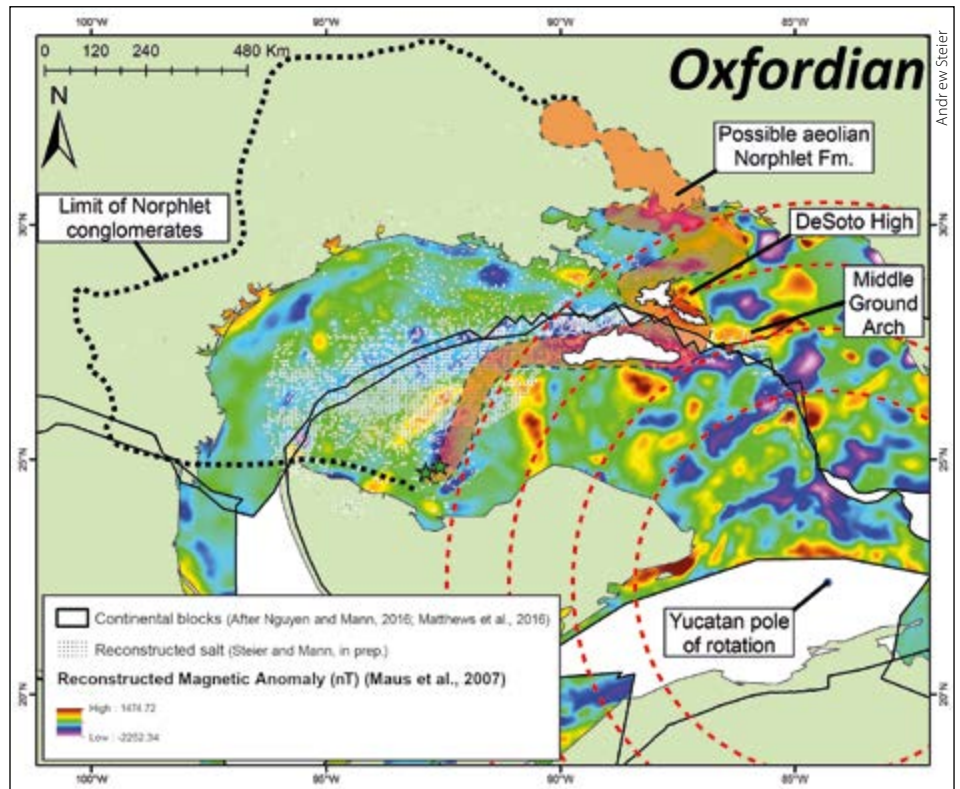 100°W
95°W
90°W
85°W
0 120 240 480 Km
N
Oxfordian
Andrew Steier
Possible aeolian
Norphlet Fm.
Limit of Norphlet
conglomerates
DeSoto High
Middle
Ground
Arch
30°N
30°N
25°N
25°N
Yucatan pole
of rotation
Continental blocks (After Nguyen and Mann, 2016; Matthews et al., 2016)
Reconstructed salt (Steier and Mann, in prep.)
Reconstructed Magnetic Anomaly (nT) (Maus et al., 2007)
High : 1474.72
Low : -2252.34
20°N
20°N
100°W
95°W
90°W
85°W